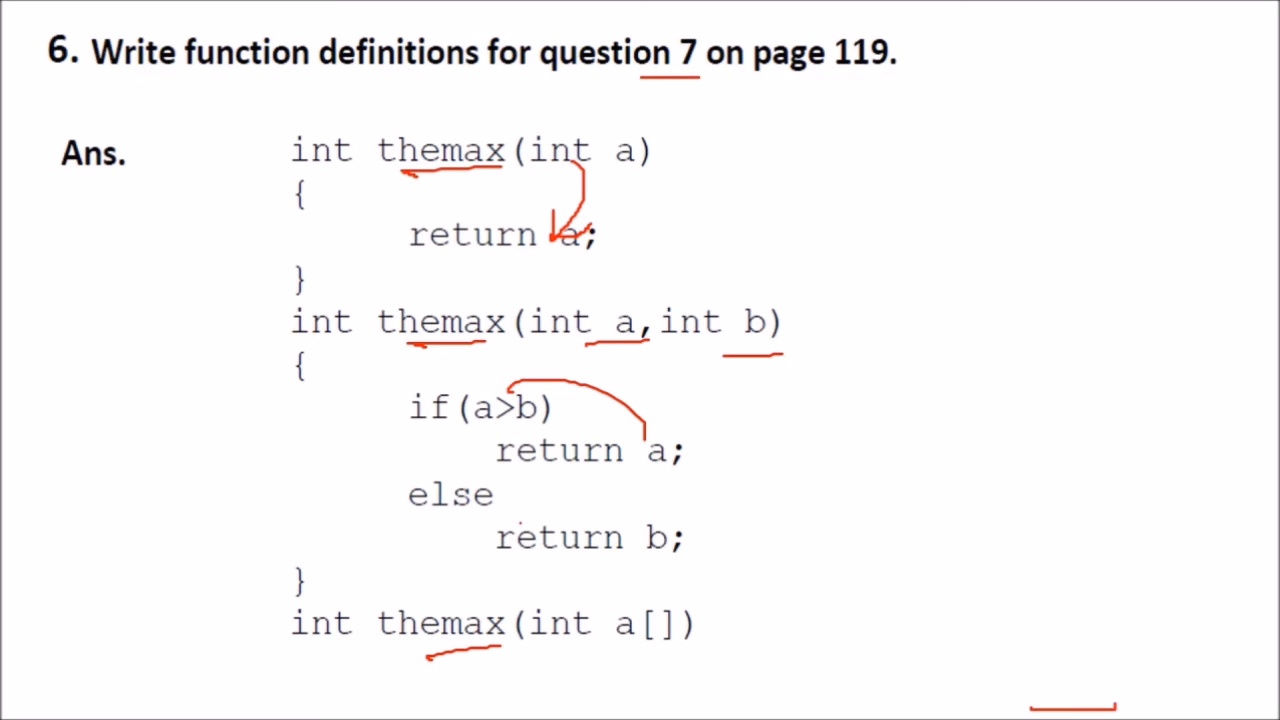 6. Write function definitions for question 7 on page 119.
Ans.
int themax(int a)
{
return a;
}
int themax(int a,int b)
{
if(a>b)
return a;
else
return b;
}
int themax(int a[])